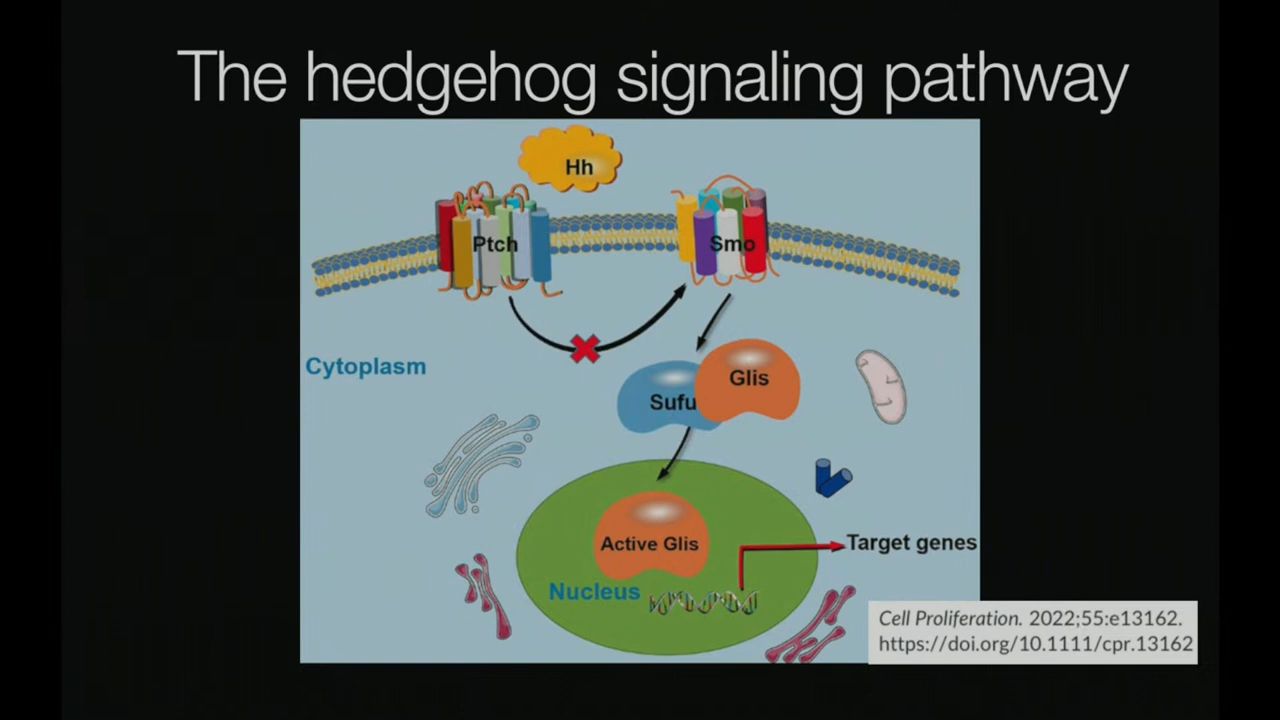 The hedgehog signaling pathway
Hh
Ptch
Smo
Cytoplasm
Glis
Sufu
Active Glis
Target genes
Nucleus
Cell Proliferation. 2022;55:e13162.
https://doi.org/10.1111/cpr.13162